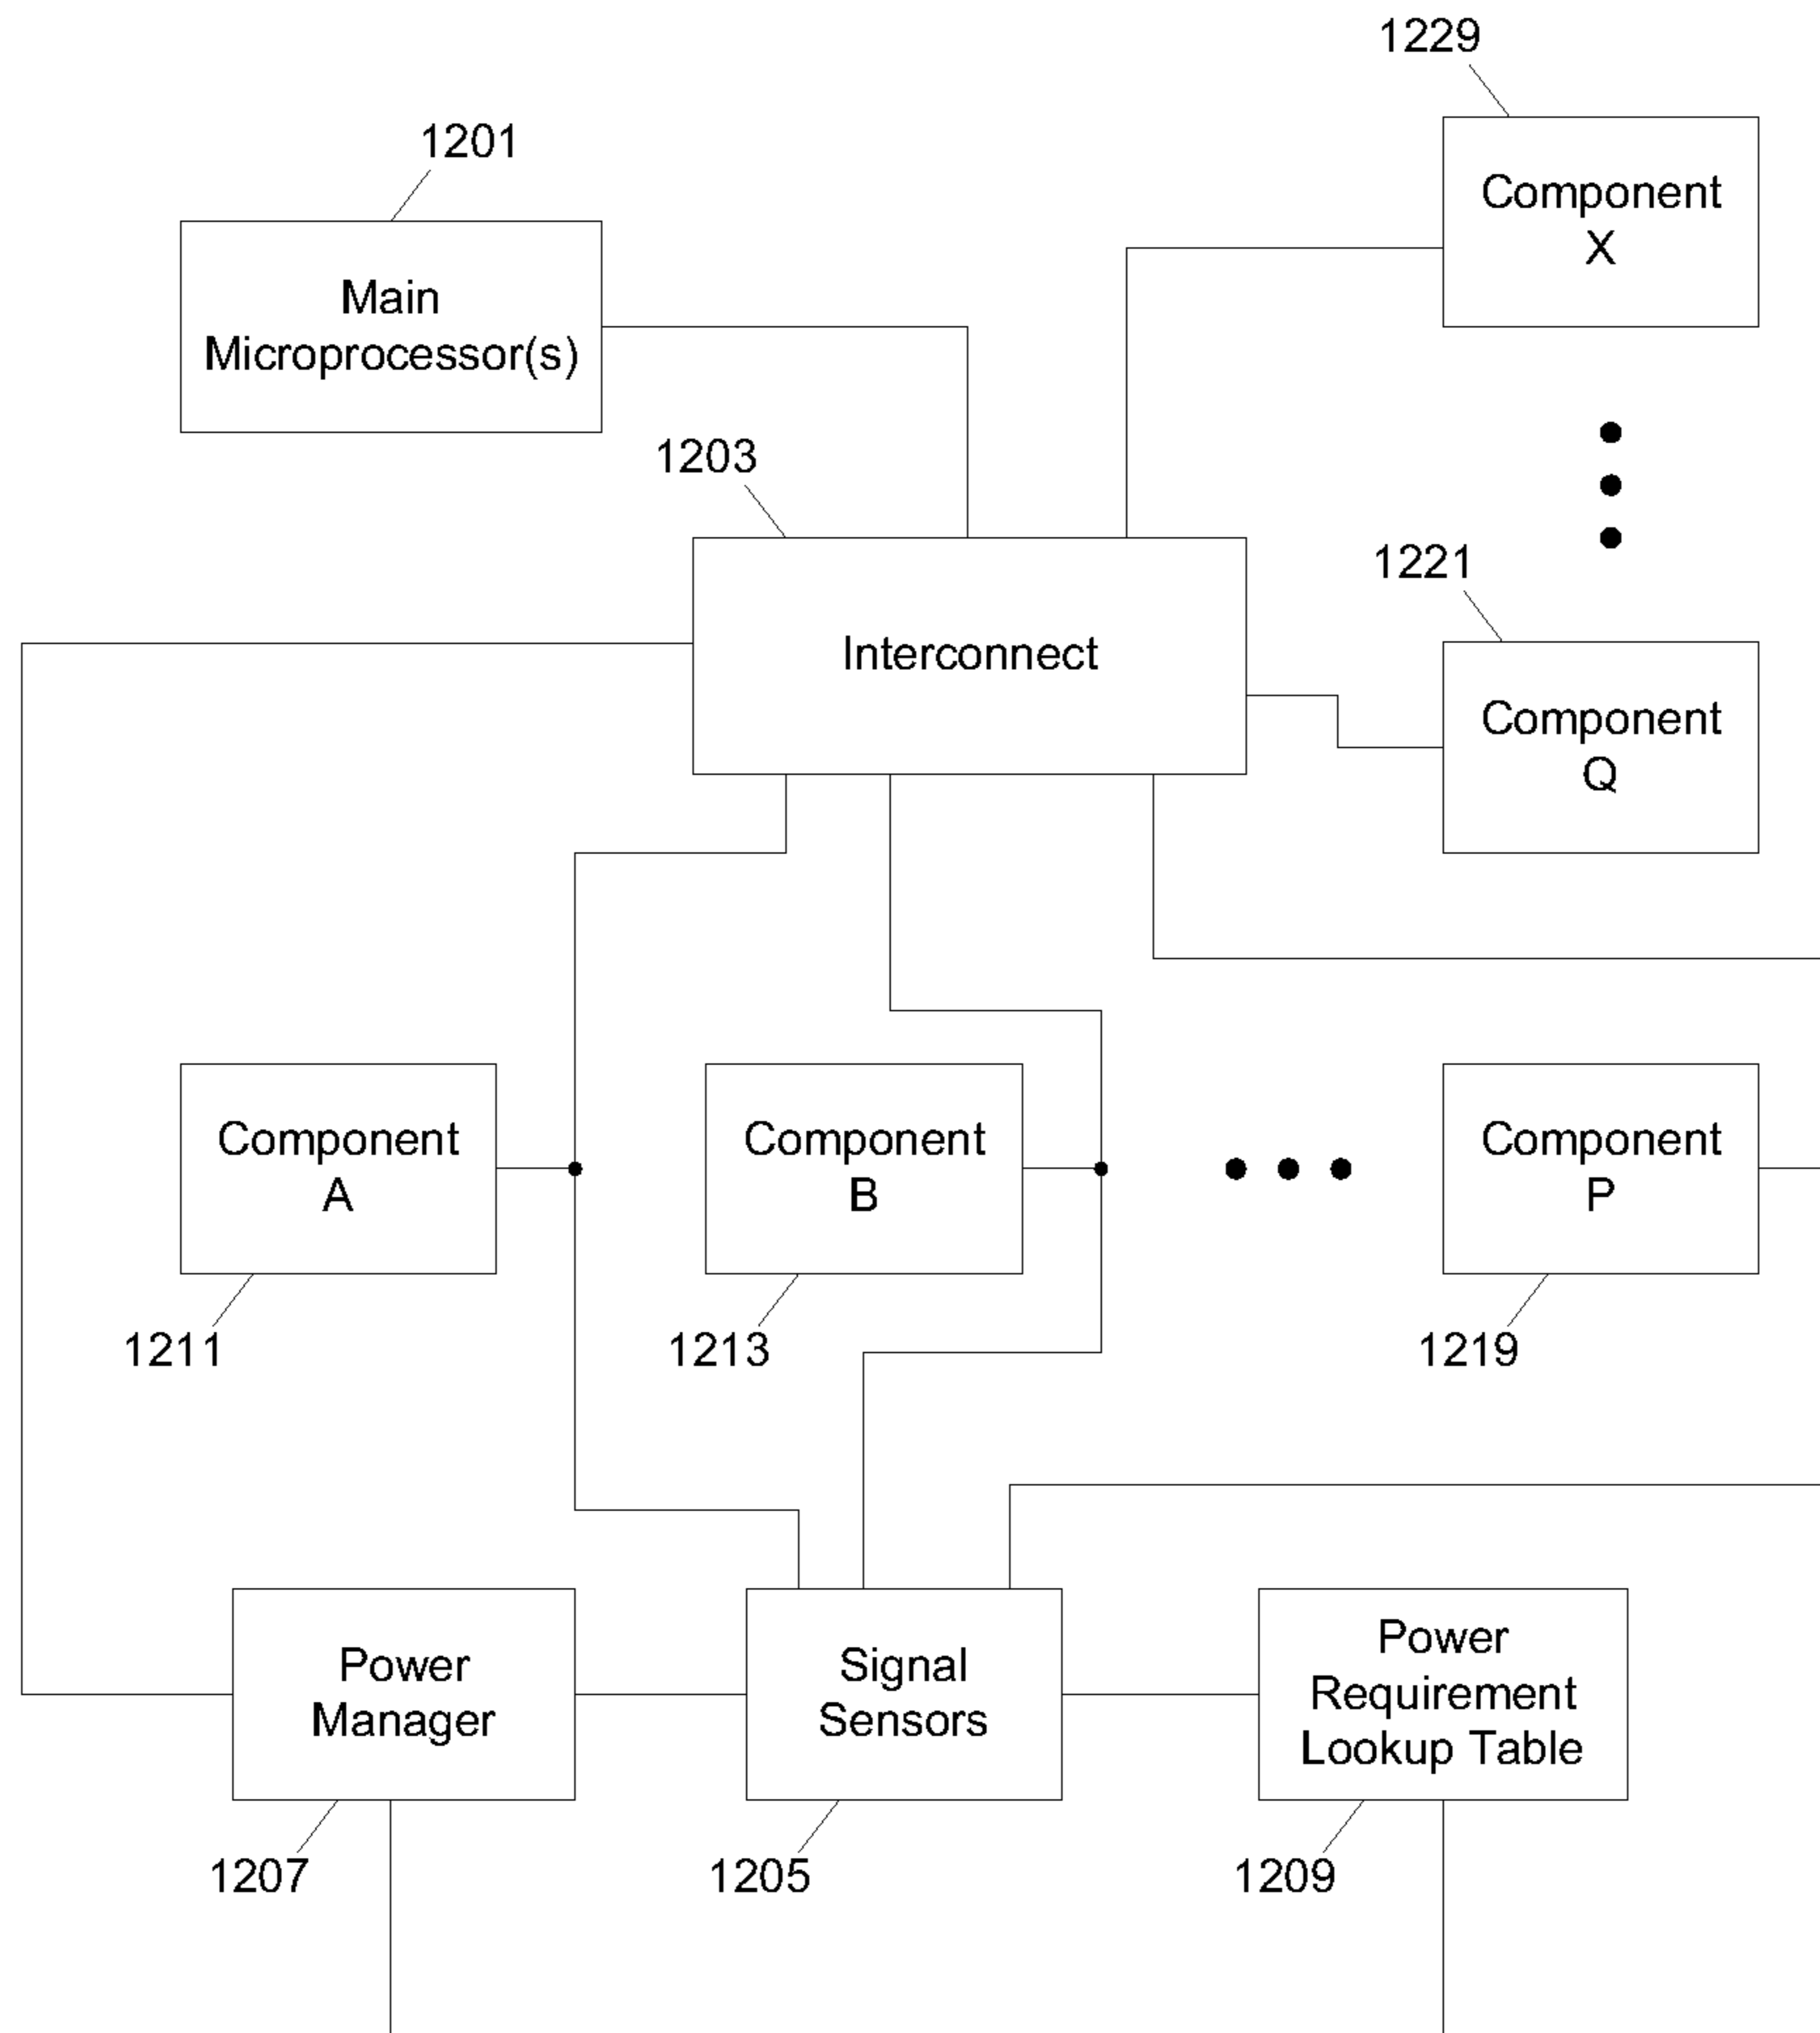 1229
Component
X
1201
Main
Microprocessor(s)
1203
Interconnect
1221
Component
Q
Component
A
1211
Component
B
1213
Component
P
1219
Power
Manager
1207
Signal
Sensors
1205
Power
Requirement
Lookup Table
1209